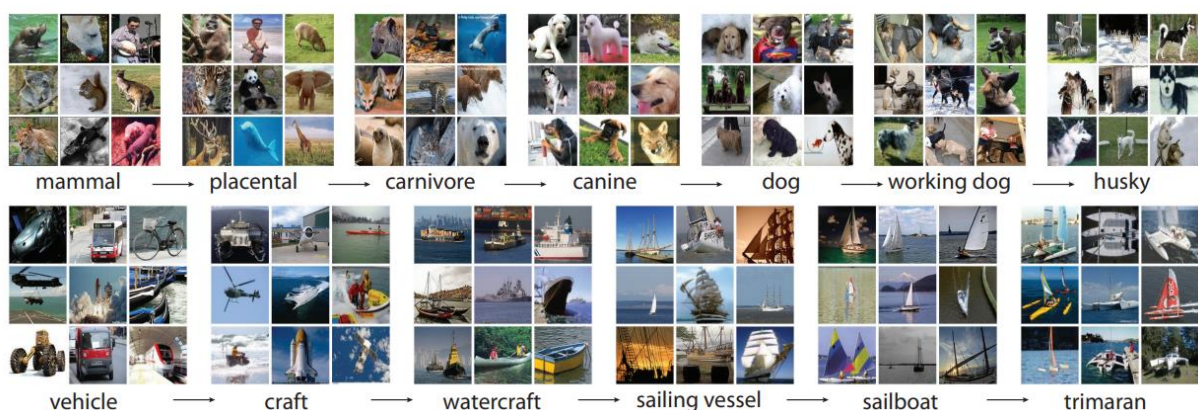 mammal → placental → carnivore → canine → dog → working dog → husky
vehicle → craft → watercraft → sailing vessel → sailboat → trimaran